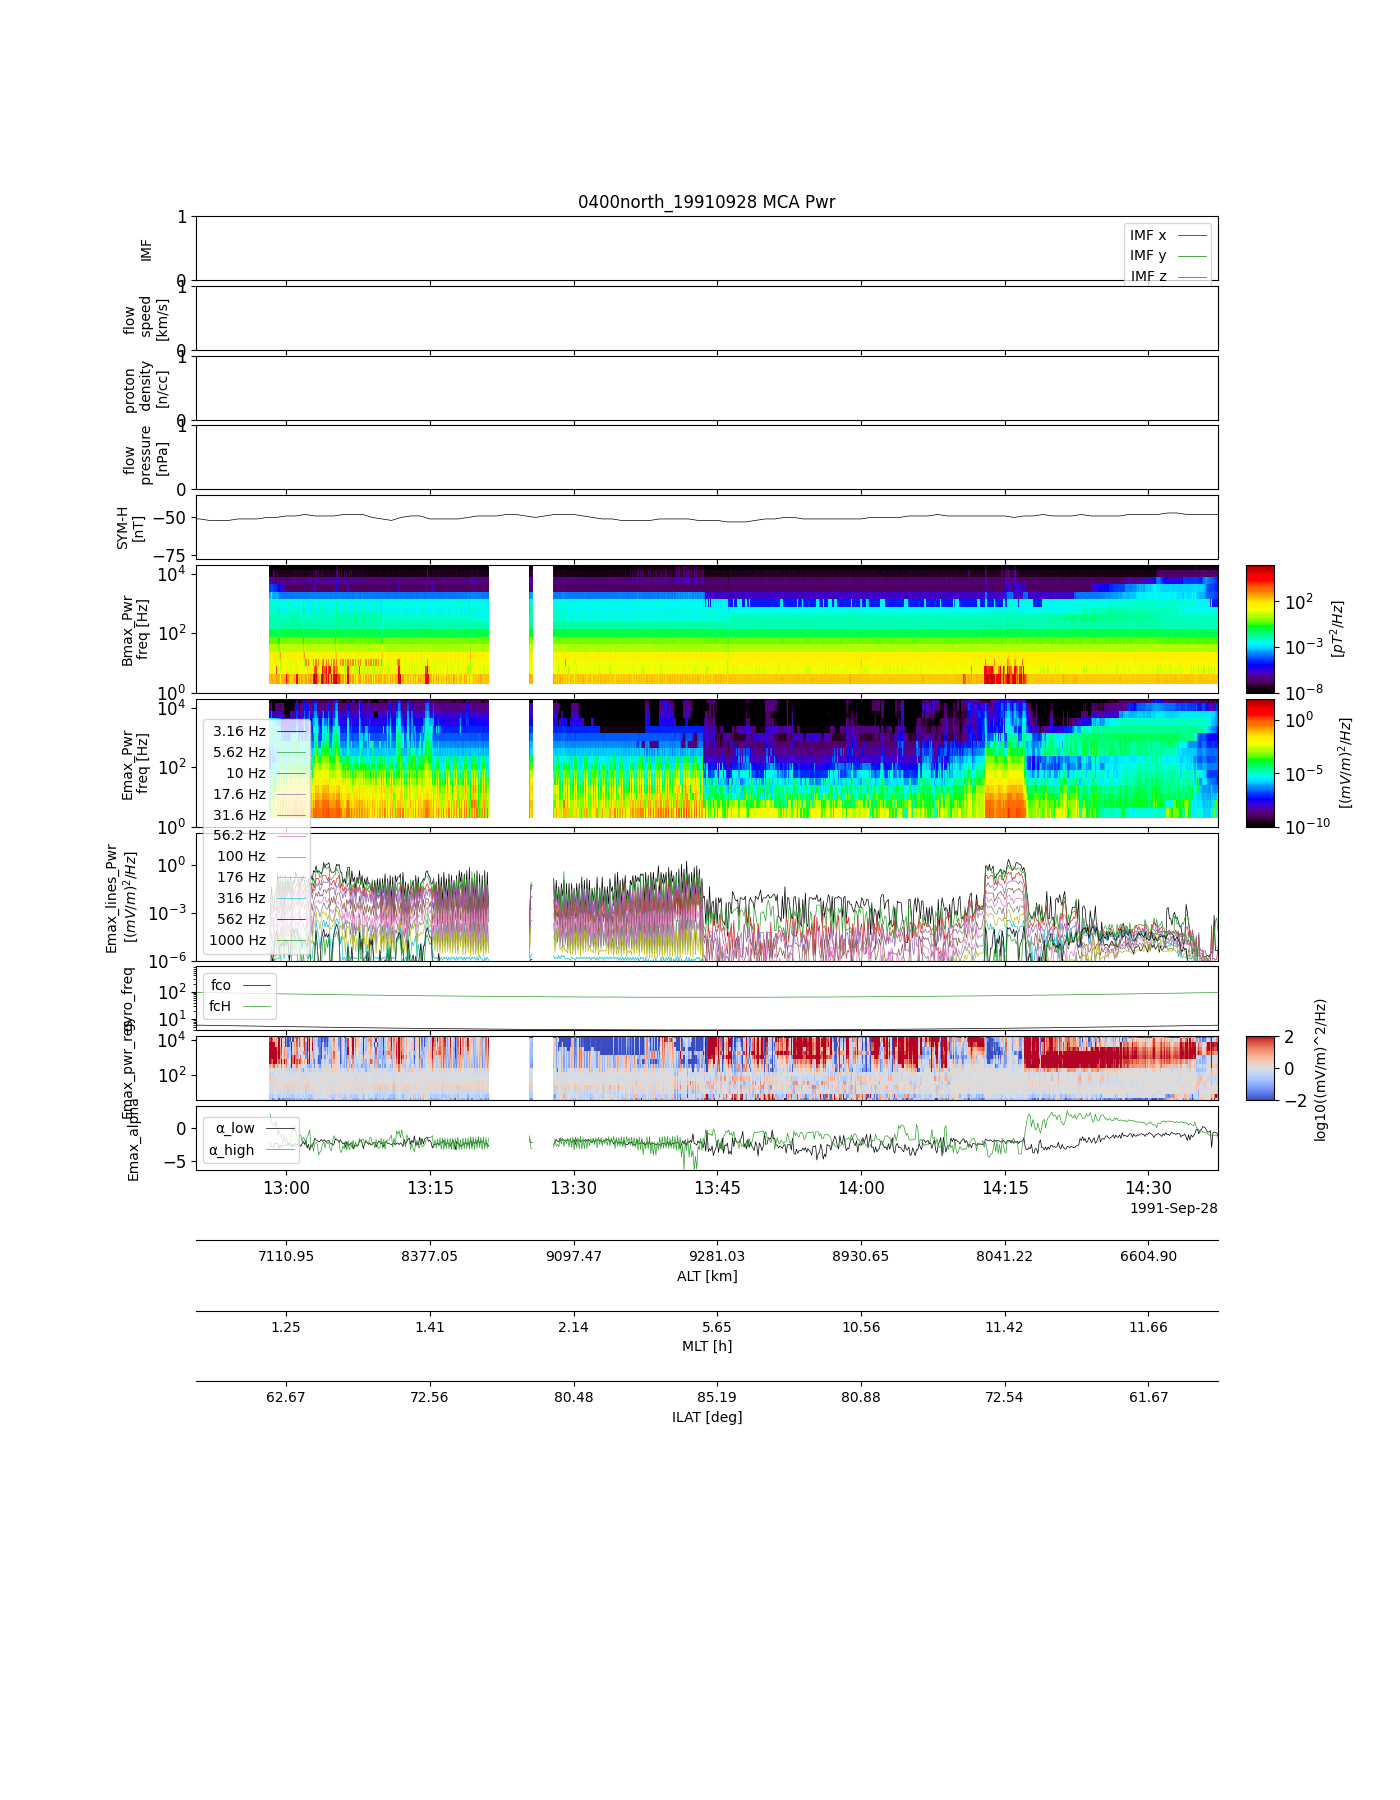 0400north_19910928 MCA Pwr
1
0
IMF
IMF x
IMF y
IMF z
1
0
flow
speed
[km/s]
1
0
proton
density
[n/cc]
1
0
flow
pressure
[nPa]
−50
−75
SYM-H
[nT]
10^4
10^2
10^0
Bmax_Pwr
freq [Hz]
10^2
10^−3
10^−8
[pT^2/Hz]
10^4
10^2
10^0
Emax_Pwr
freq [Hz]
10^0
10^−5
10^−10
[(mV/m)^2/Hz]
3.16 Hz
5.62 Hz
10 Hz
17.6 Hz
31.6 Hz
56.2 Hz
100 Hz
176 Hz
316 Hz
562 Hz
1000 Hz
10^0
10^−3
10^−6
Emax_lines_Pwr
[(mV/m)^2/Hz]
fco
fcH
10^2
10^1
gyro_freq
10^4
10^2
Emax_pwr_reg
2
0
−2
log10((mV/m)^2/Hz)
α_low
α_high
0
−5
Emax_alpha
13:00 13:15 13:30 13:45 14:00 14:15 14:30
1991-Sep-28
7110.95 8377.05 9097.47 9281.03 8930.65 8041.22 6604.90
ALT [km]
1.25 1.41 2.14 5.65 10.56 11.42 11.66
MLT [h]
62.67 72.56 80.48 85.19 80.88 72.54 61.67
ILAT [deg]